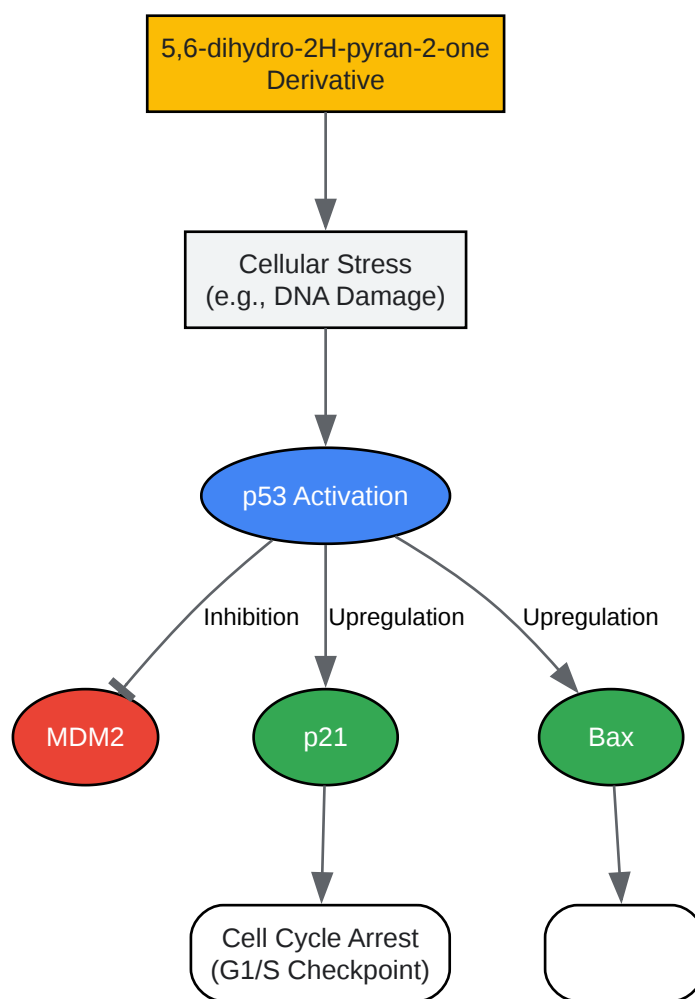 5,6-dihydro-2H-pyran-2-one
Derivative
Cellular Stress
(e.g., DNA Damage)
p53 Activation
Inhibition
Upregulation
Upregulation
MDM2
p21
Bax
Cell Cycle Arrest
(G1/S Checkpoint)